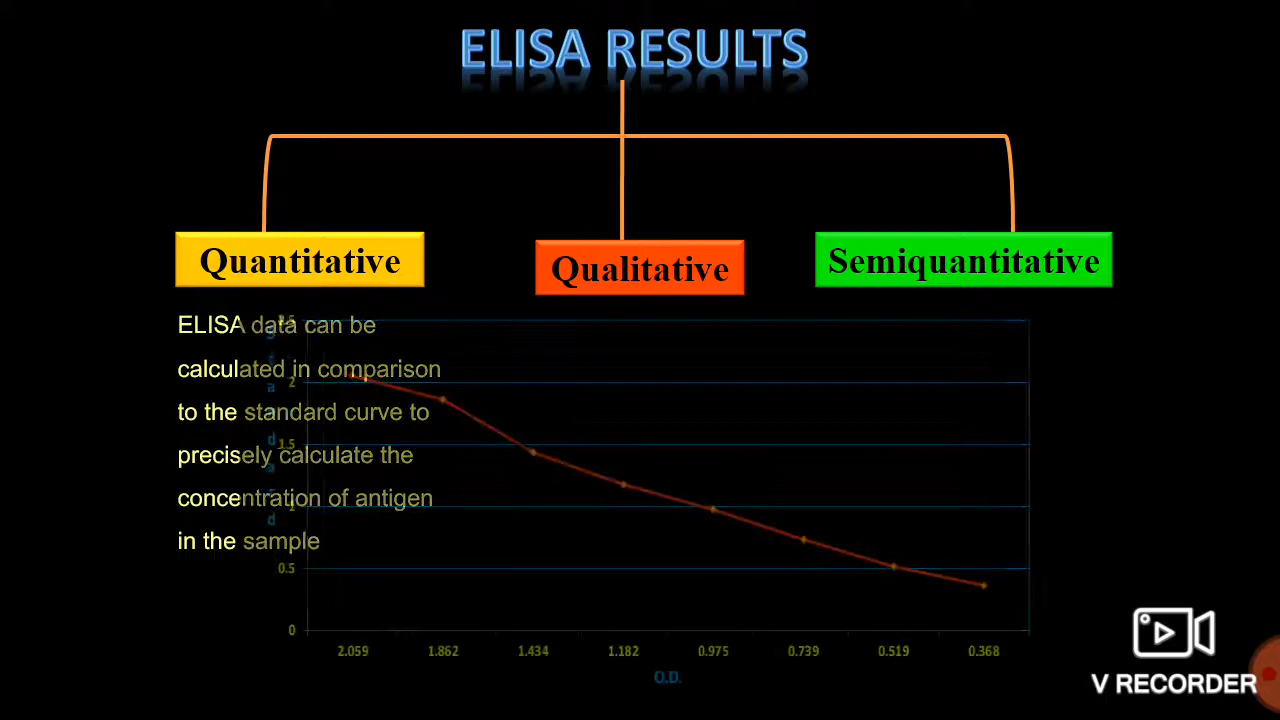 ELISA RESULTS
Quantitative
Qualitative
Semiquantitative
ELISA data can be
calculated in comparison
to the standard curve to
precisely calculate the
concentration of antigen
in the sample
2.5
2
1.5
1
0.5
0
2.059 1.862 1.434 1.182 0.975 0.739 0.519 0.368
O.D.
V RECORDER